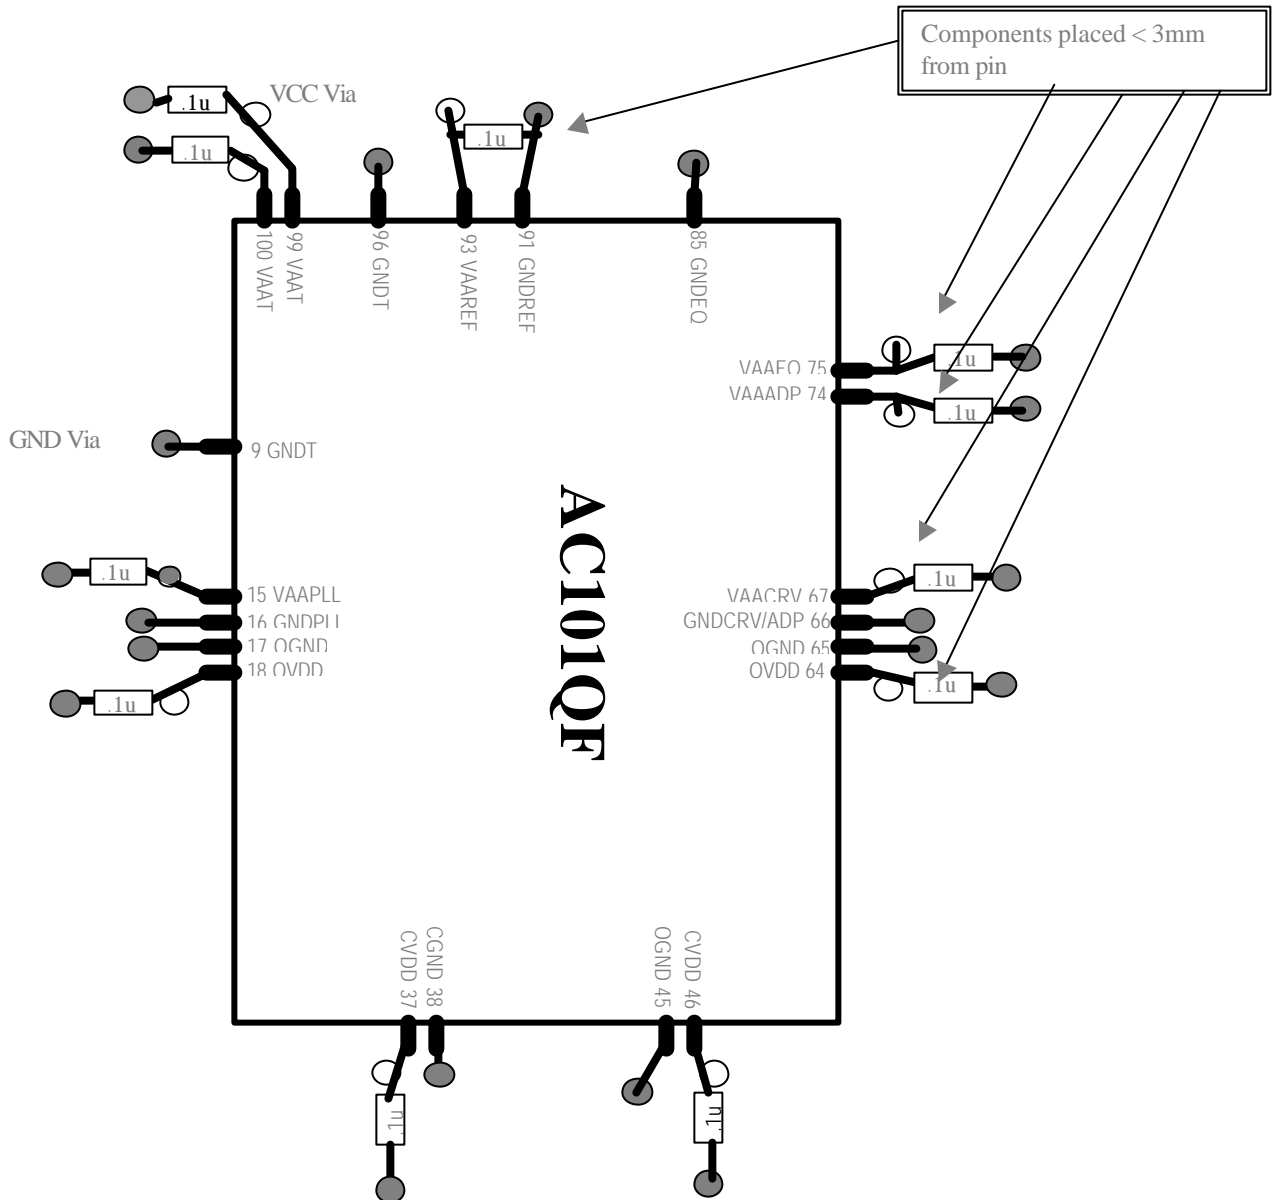 Components placed < 3mm
from pin
VCC Via
.1u
.1u
.1u
100 VAAT
99 VAAT
96 GNDT
93 VAAREF
91 GNDREF
85 GNDEQ
VAAEQ 75
.1u
VAAADP 74
.1u
GND Via
9 GNDT
AC101QF
.1u
15 VAAPLL
16 GNDPLL
17 OGND
18 OVDD
.1u
.1u
VAACRV 67
GNDCRV/ADP 66
OGND 65
OVDD 64
.1u
CVDD 37
CGND 38
OGND 45
CVDD 46
.1u
.1u